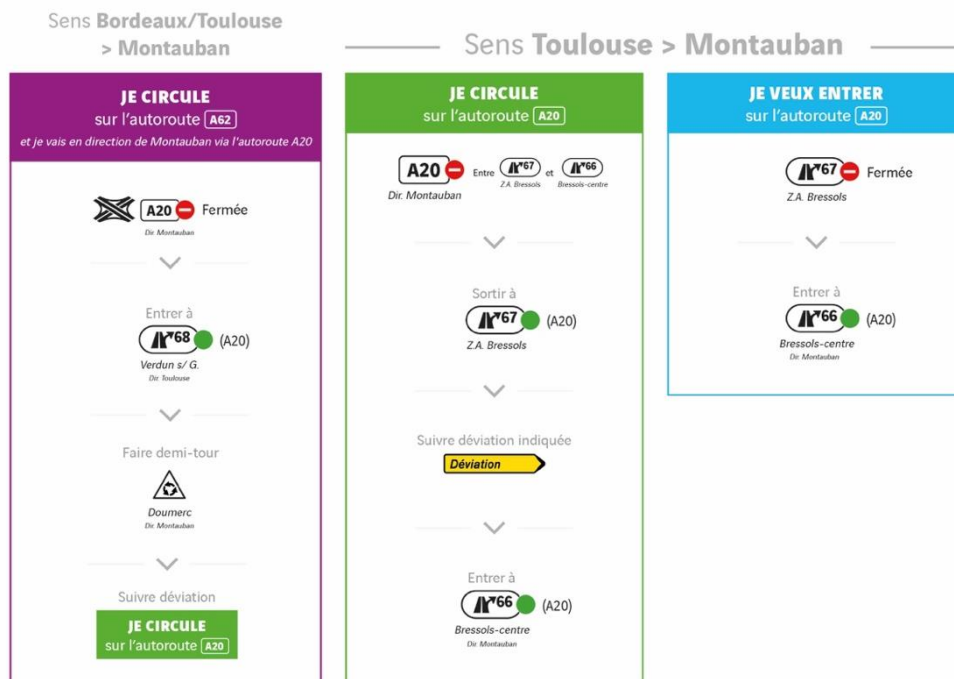 Sens Bordeaux/Toulouse
> Montauban
JE CIRCULE
sur l'autoroute A62
et je vais en direction de Montauban via l'autoroute A20
A20 Fermée
Dir. Montauban
Entrer à
68 (A20)
Verdun s/ G.
Dir. Toulouse
Faire demi-tour
Doumerc
Dir. Montauban
Suivre déviation
JE CIRCULE
sur l'autoroute A20
Sens Toulouse > Montauban
JE CIRCULE
sur l'autoroute A20
A20 Entre 67 et 66
Dir. Montauban Z.A. Bressols Bressols-centre
Sortir à
67 (A20)
Z.A. Bressols
Suivre déviation indiquée
Déviation
Entrer à
66 (A20)
Bressols-centre
Dir. Montauban
JE VEUX ENTRER
sur l'autoroute A20
67 Fermée
Z.A. Bressols
Entrer à
66 (A20)
Bressols-centre
Dir. Montauban